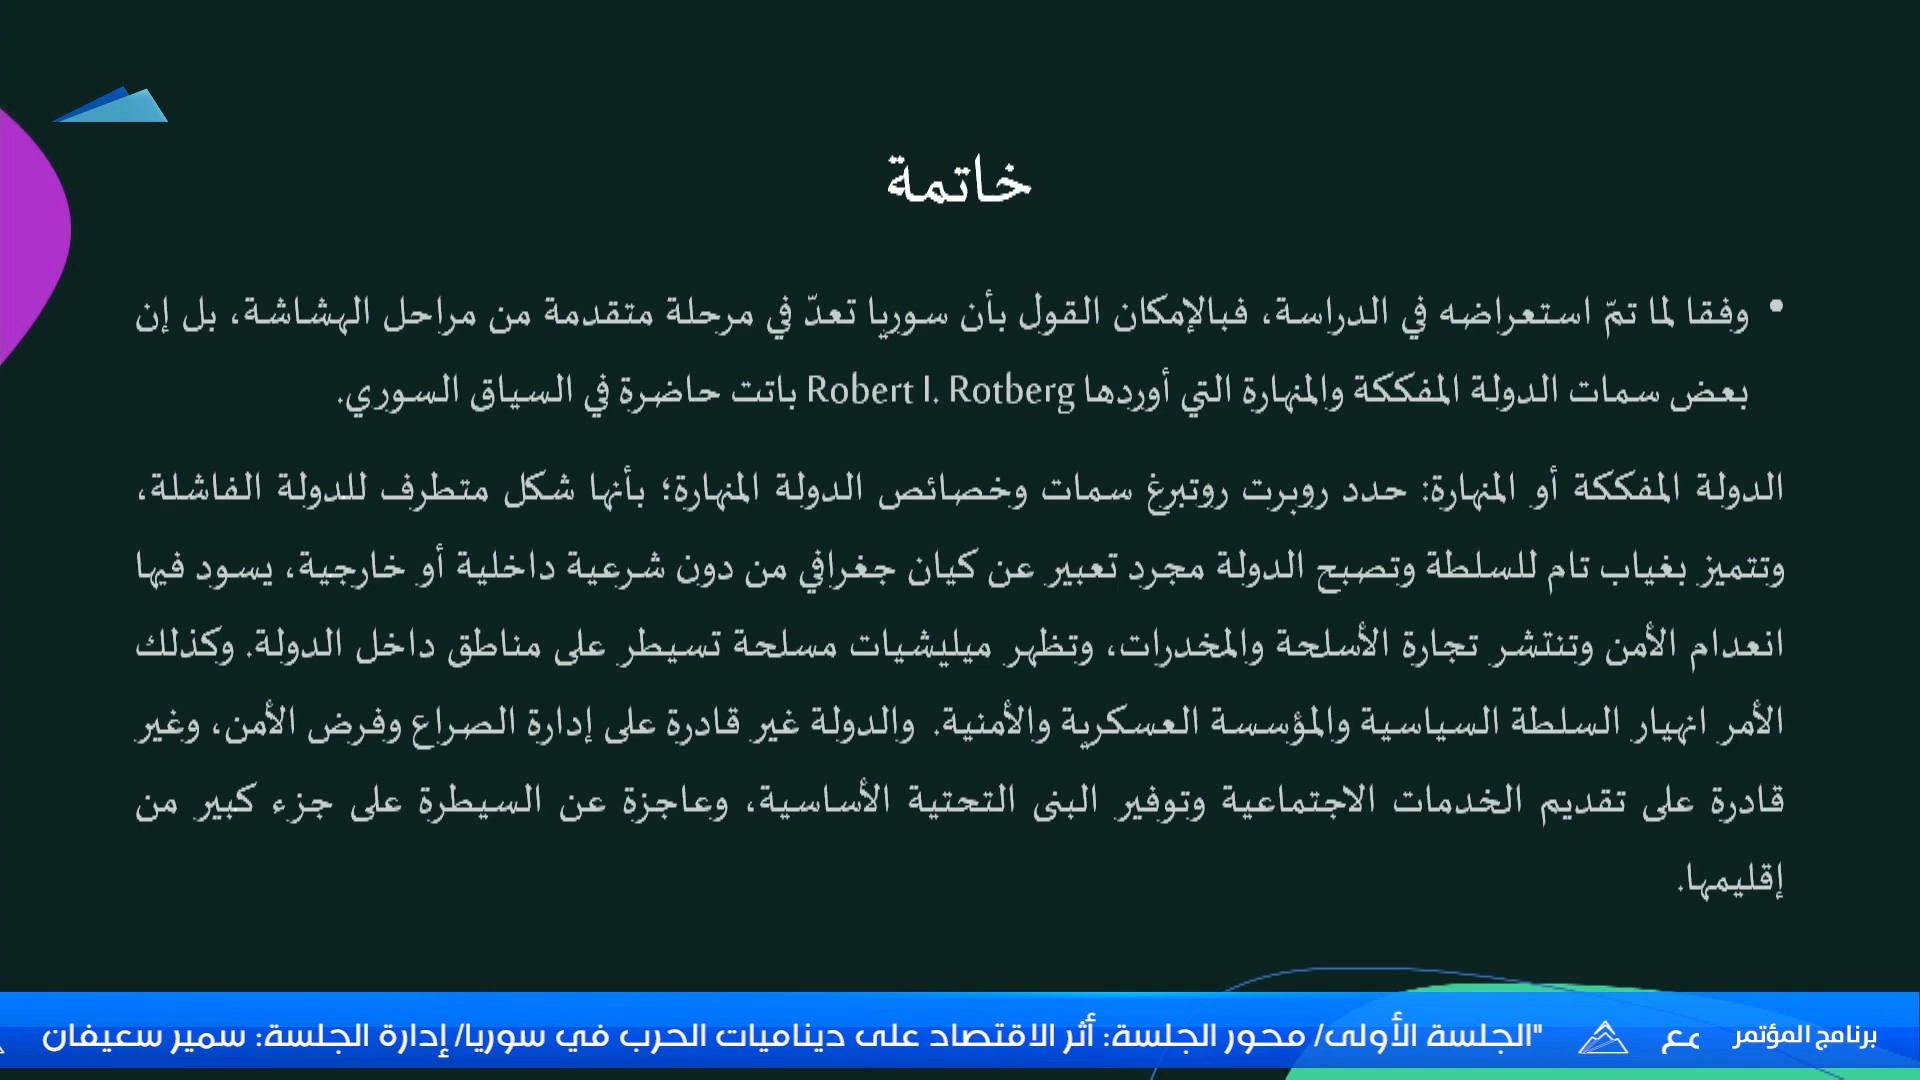 خاتمة
• وفقا لما تمّ استعراضه في الدراسة، فبالإمكان القول بأن سوريا تعدّ في مرحلة متقدمة من مراحل الهشاشة، بل إن
بعض سمات الدولة المفككة والمنهارة التي أوردها Robert I. Rotberg باتت حاضرة في السياق السوري.
الدولة المفككة أو المنهارة: حدد روبرت روتبرغ سمات وخصائص الدولة المنهارة؛ بأنها شكل متطرف للدولة الفاشلة،
وتتميز بغياب تام للسلطة وتصبح الدولة مجرد تعبير عن كيان جغرافي من دون شرعية داخلية أو خارجية، يسود فيها
انعدام الأمن وتنتشر تجارة الأسلحة والمخدرات، وتظهر ميليشيات مسلحة تسيطر على مناطق داخل الدولة. وكذلك
الأمر انهيار السلطة السياسية والمؤسسة العسكرية والأمنية. والدولة غير قادرة على إدارة الصراع وفرض الأمن، وغير
قادرة على تقديم الخدمات الاجتماعية وتوفير البنى التحتية الأساسية، وعاجزة عن السيطرة على جزء كبير من
إقليمها.
برنامج المؤتمر مع "الجلسة الأولى/ محور الجلسة: أثر الاقتصاد على ديناميات الحرب في سوريا/ إدارة الجلسة: سمير سعيفان